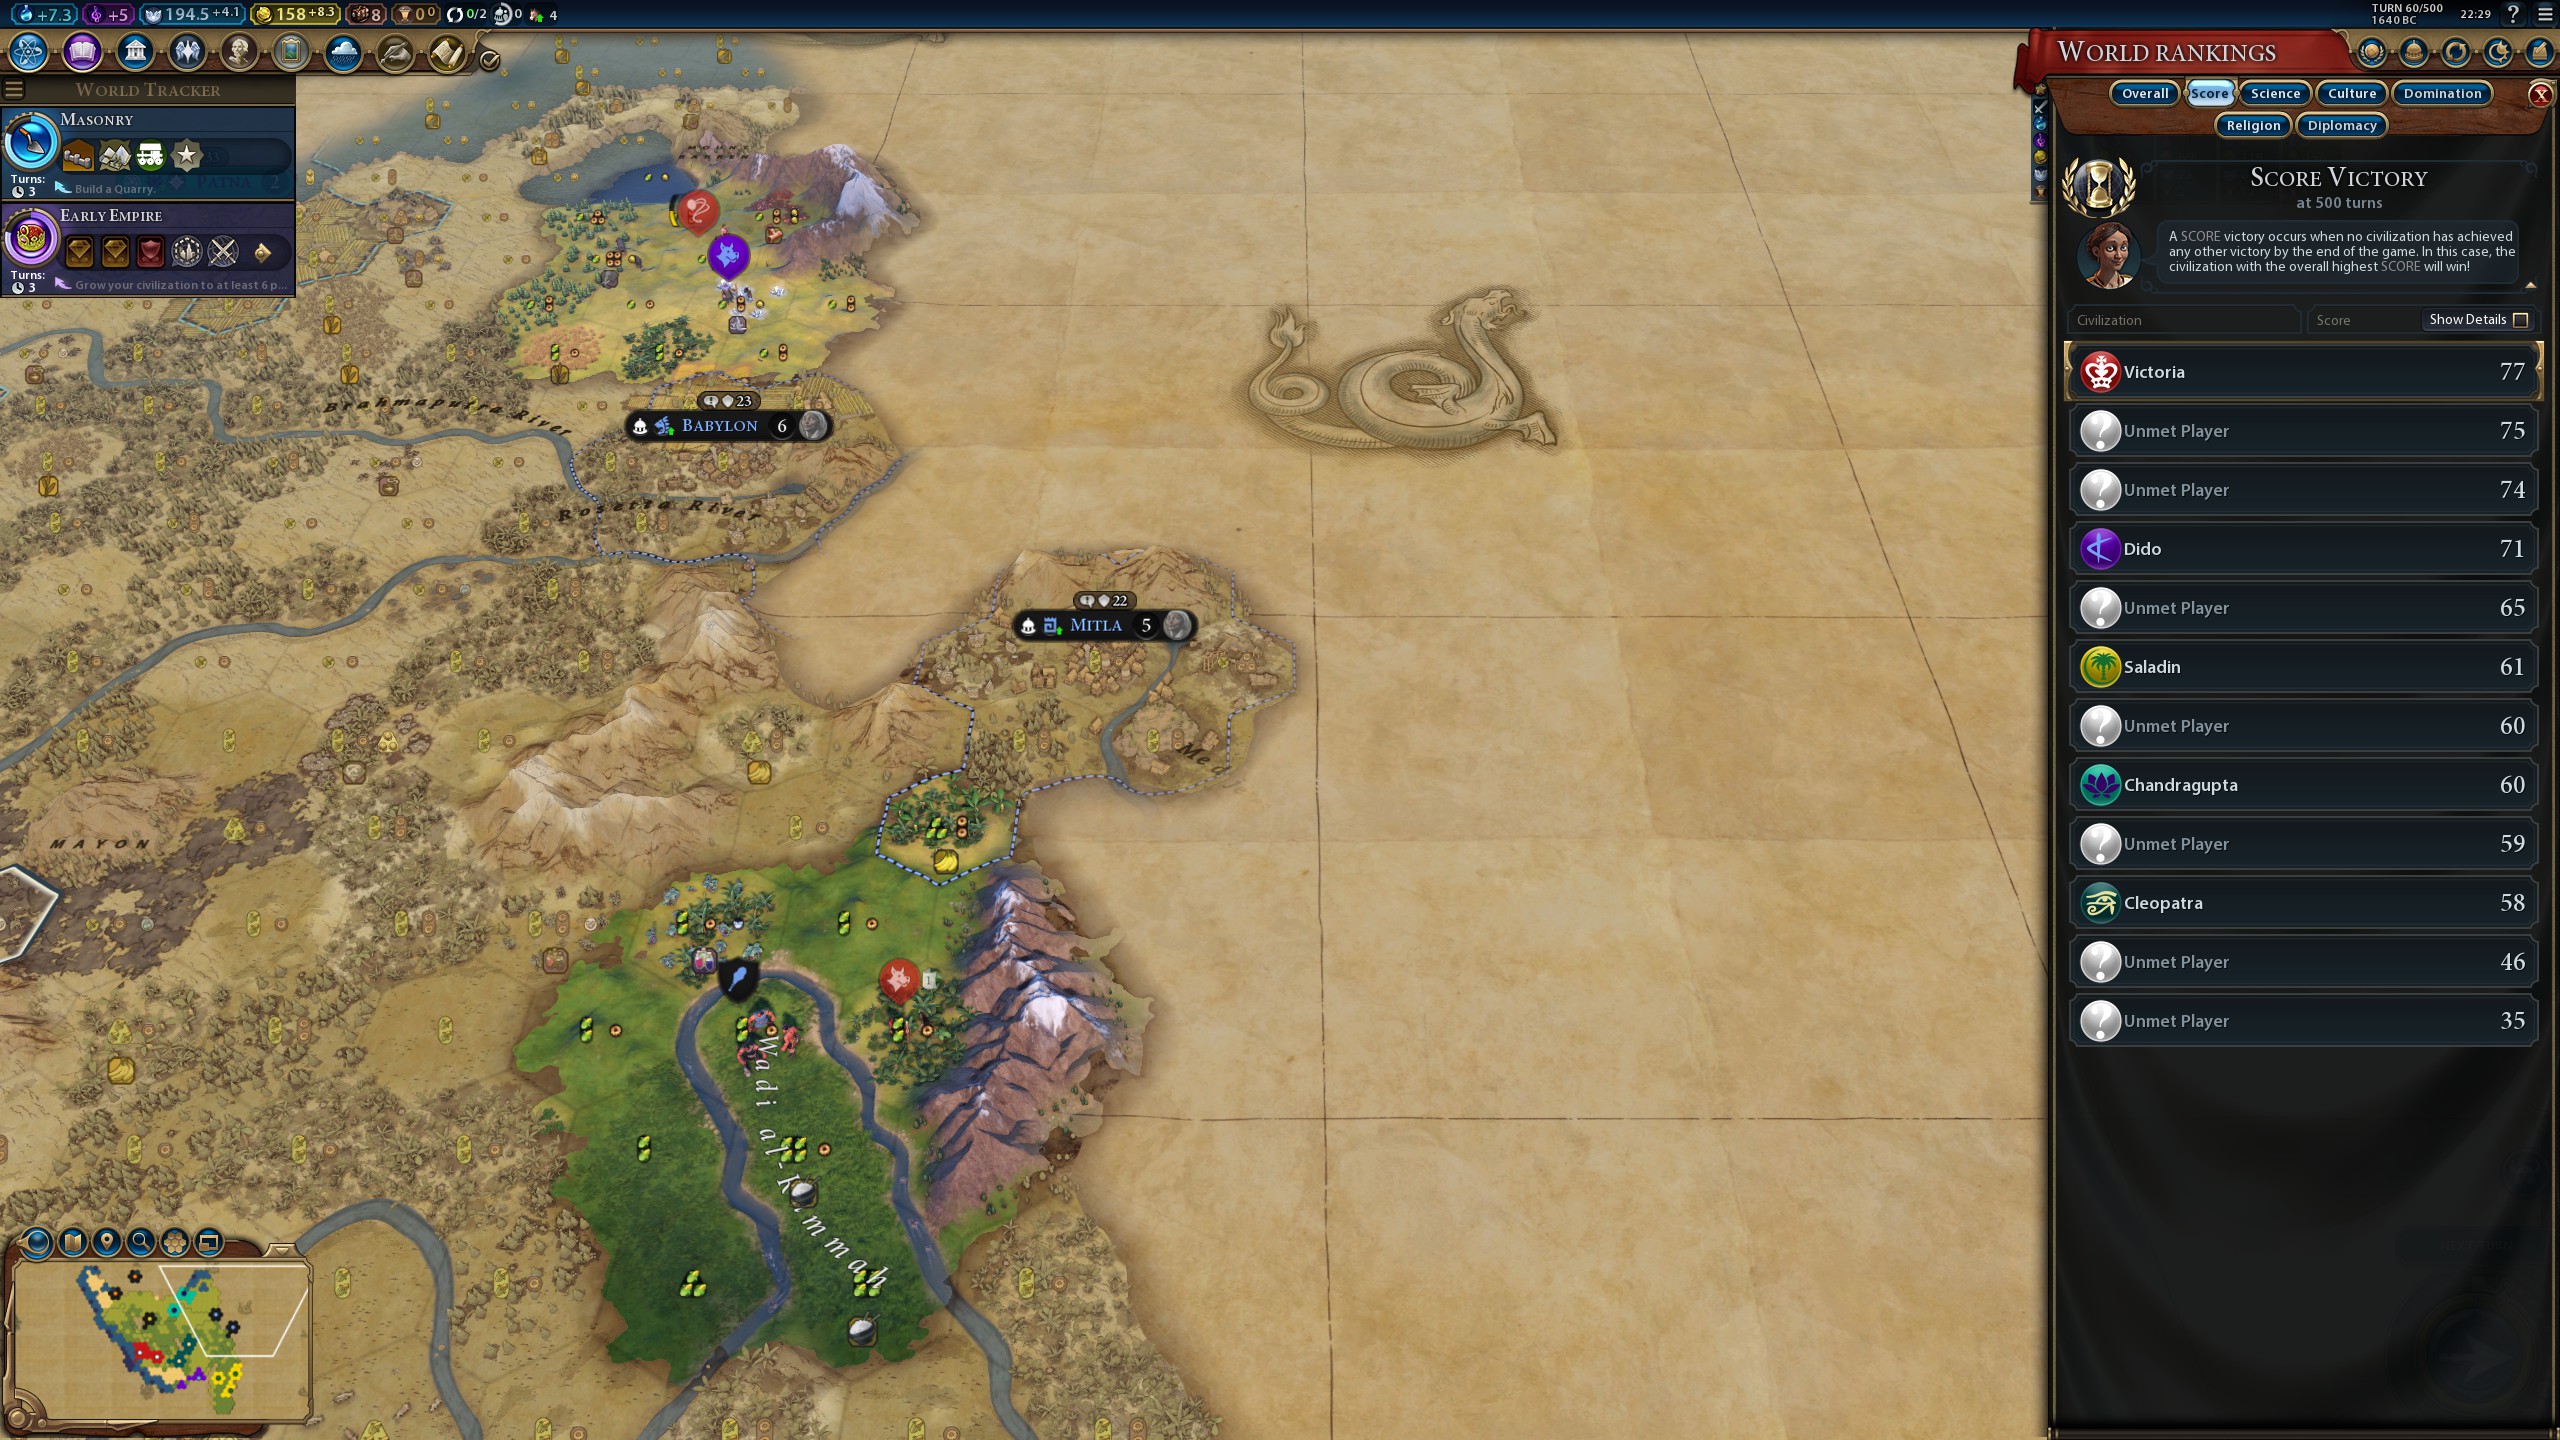 +7.3 +5 194.5 +4.1 158 +8.3 8 0 0 0/2 0 4
TURN 60/500
1640 BC
22:29 ?
WORLD TRACKER
MASONRY
Turns:
3
Build a Quarry.
EARLY EMPIRE
Turns:
3
Grow your civilization to at least 6 p...
Brahmaputra River
23
BABYLON 6
Rosetta River
22
MITLA 5
MAYON
1
Wadi al-Rummah
WORLD RANKINGS
Overall Score Science Culture Domination
X
Religion Diplomacy
SCORE VICTORY
at 500 turns
A SCORE victory occurs when no civilization has achieved
any other victory by the end of the game. In this case, the
civilization with the overall highest SCORE will win!
Civilization Score Show Details
Victoria 77
? Unmet Player 75
? Unmet Player 74
Dido 71
? Unmet Player 65
Saladin 61
? Unmet Player 60
Chandragupta 60
? Unmet Player 59
Cleopatra 58
? Unmet Player 46
? Unmet Player 35